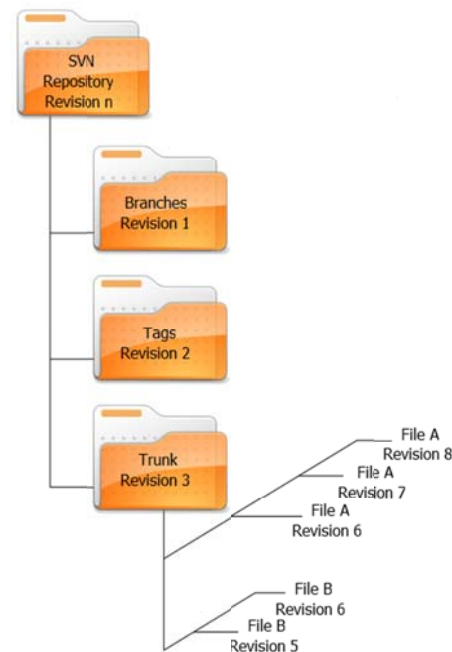 SVN
Repository
Revision n
Branches
Revision 1
Tags
Revision 2
Trunk
Revision 3
File A
Revision 8
File A
Revision 7
File A
Revision 6
File B
Revision 6
File B
Revision 5